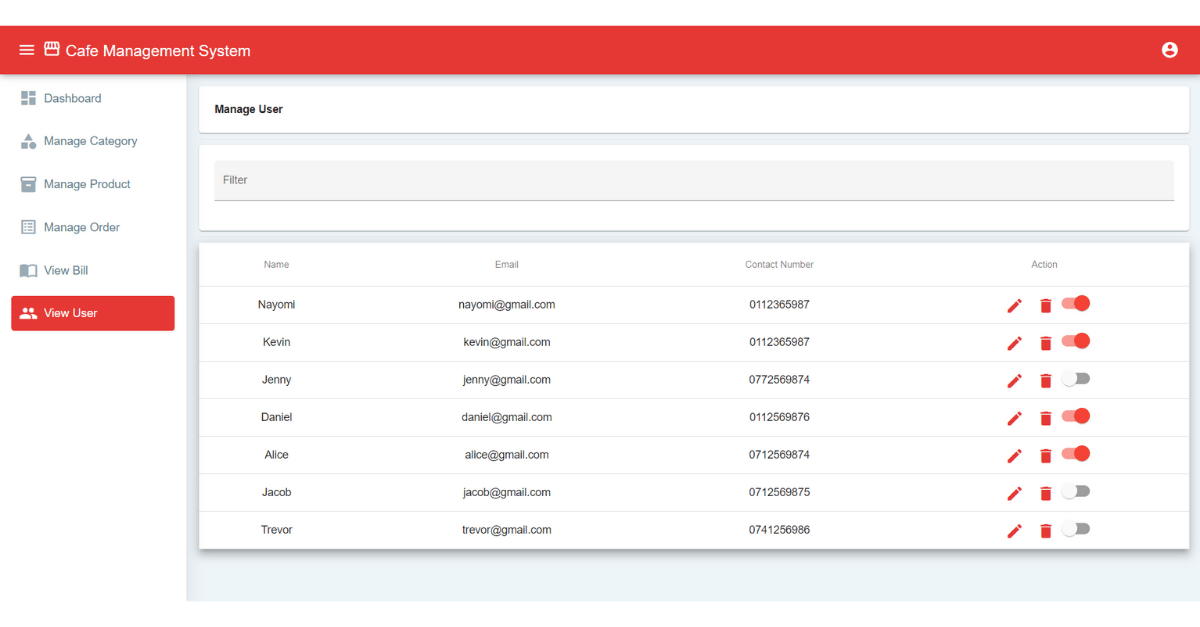 Cafe Management System
Dashboard
Manage Category
Manage Product
Manage Order
View Bill
View User
Manage User
Filter
Name Email Contact Number Action
Nayomi nayomi@gmail.com 0112365987
Kevin kevin@gmail.com 0112365987
Jenny jenny@gmail.com 0772569874
Daniel daniel@gmail.com 0112569876
Alice alice@gmail.com 0712569874
Jacob jacob@gmail.com 0712569875
Trevor trevor@gmail.com 0741256986